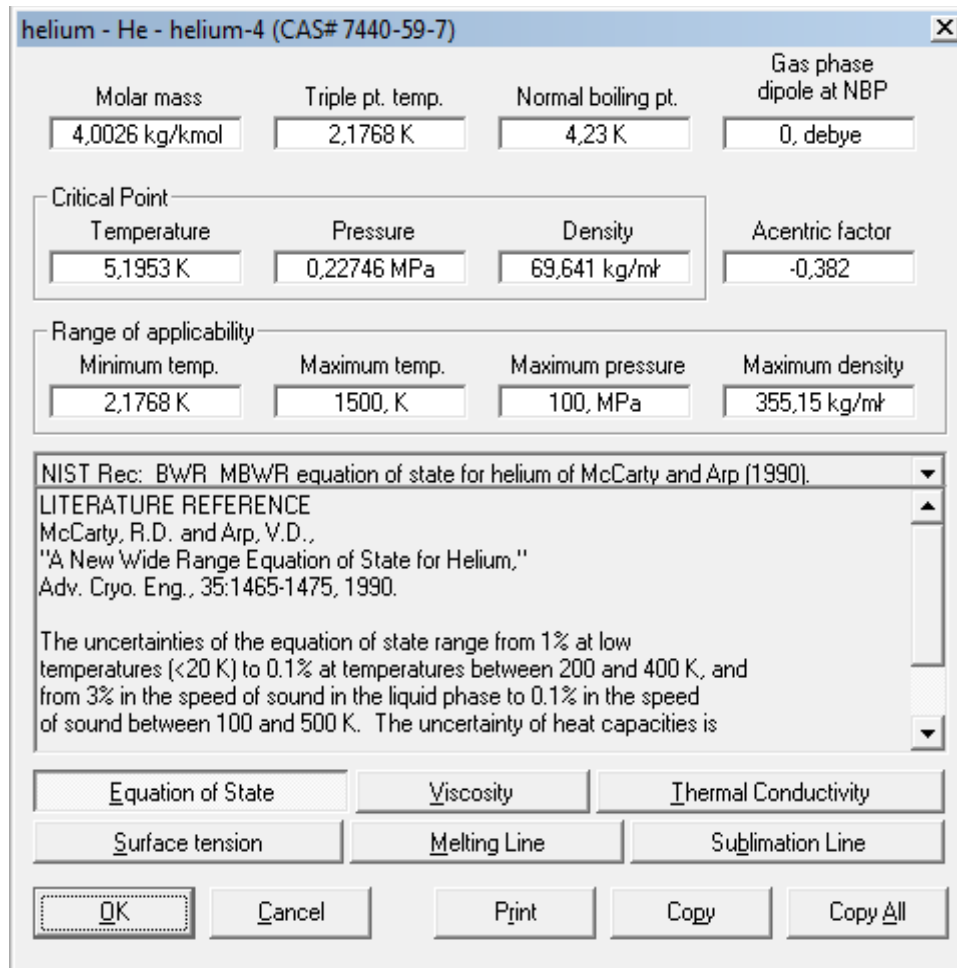 helium - He - helium-4 (CAS# 7440-59-7)
Molar mass
Triple pt. temp.
Normal boiling pt.
Gas phase
dipole at NBP
4,0026 kg/kmol
2,1768 K
4,23 K
0, debye
Critical Point
Temperature
Pressure
Density
Acentric factor
5,1953 K
0,22746 MPa
69,641 kg/mł
-0,382
Range of applicability
Minimum temp.
Maximum temp.
Maximum pressure
Maximum density
2,1768 K
1500, K
100, MPa
355,15 kg/mł
NIST Rec: BWR MBWR equation of state for helium of McCarty and Arp (1990).
LITERATURE REFERENCE
McCarty, R.D. and Arp, V.D.,
"A New Wide Range Equation of State for Helium,"
Adv. Cryo. Eng., 35:1465-1475, 1990.
The uncertainties of the equation of state range from 1% at low
temperatures (<20 K) to 0.1% at temperatures between 200 and 400 K, and
from 3% in the speed of sound in the liquid phase to 0.1% in the speed
of sound between 100 and 500 K. The uncertainty of heat capacities is
Equation of State
Viscosity
Thermal Conductivity
Surface tension
Melting Line
Sublimation Line
OK
Cancel
Print
Copy
Copy All